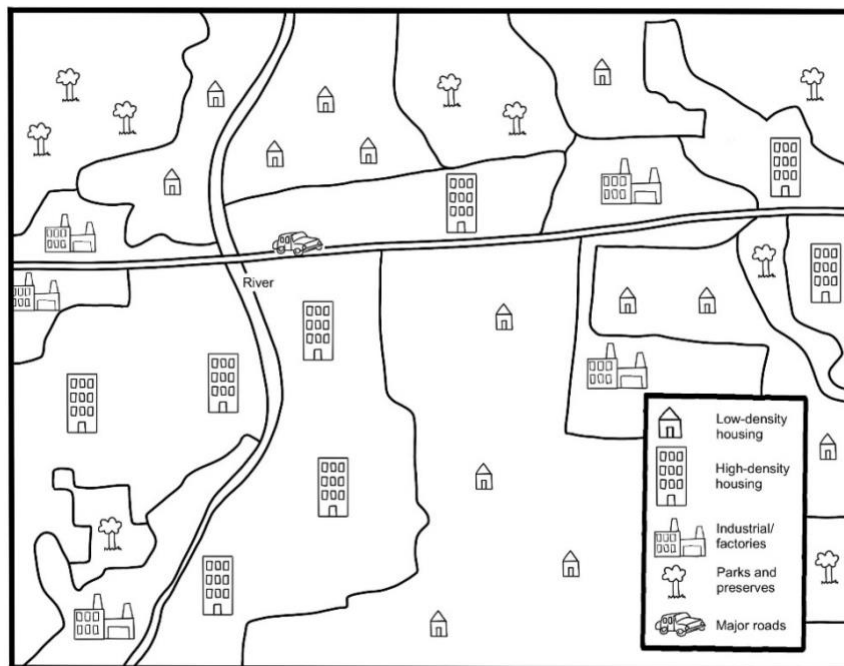 River
Low-density
housing
High-density
housing
Industrial/
factories
Parks and
preserves
Major roads